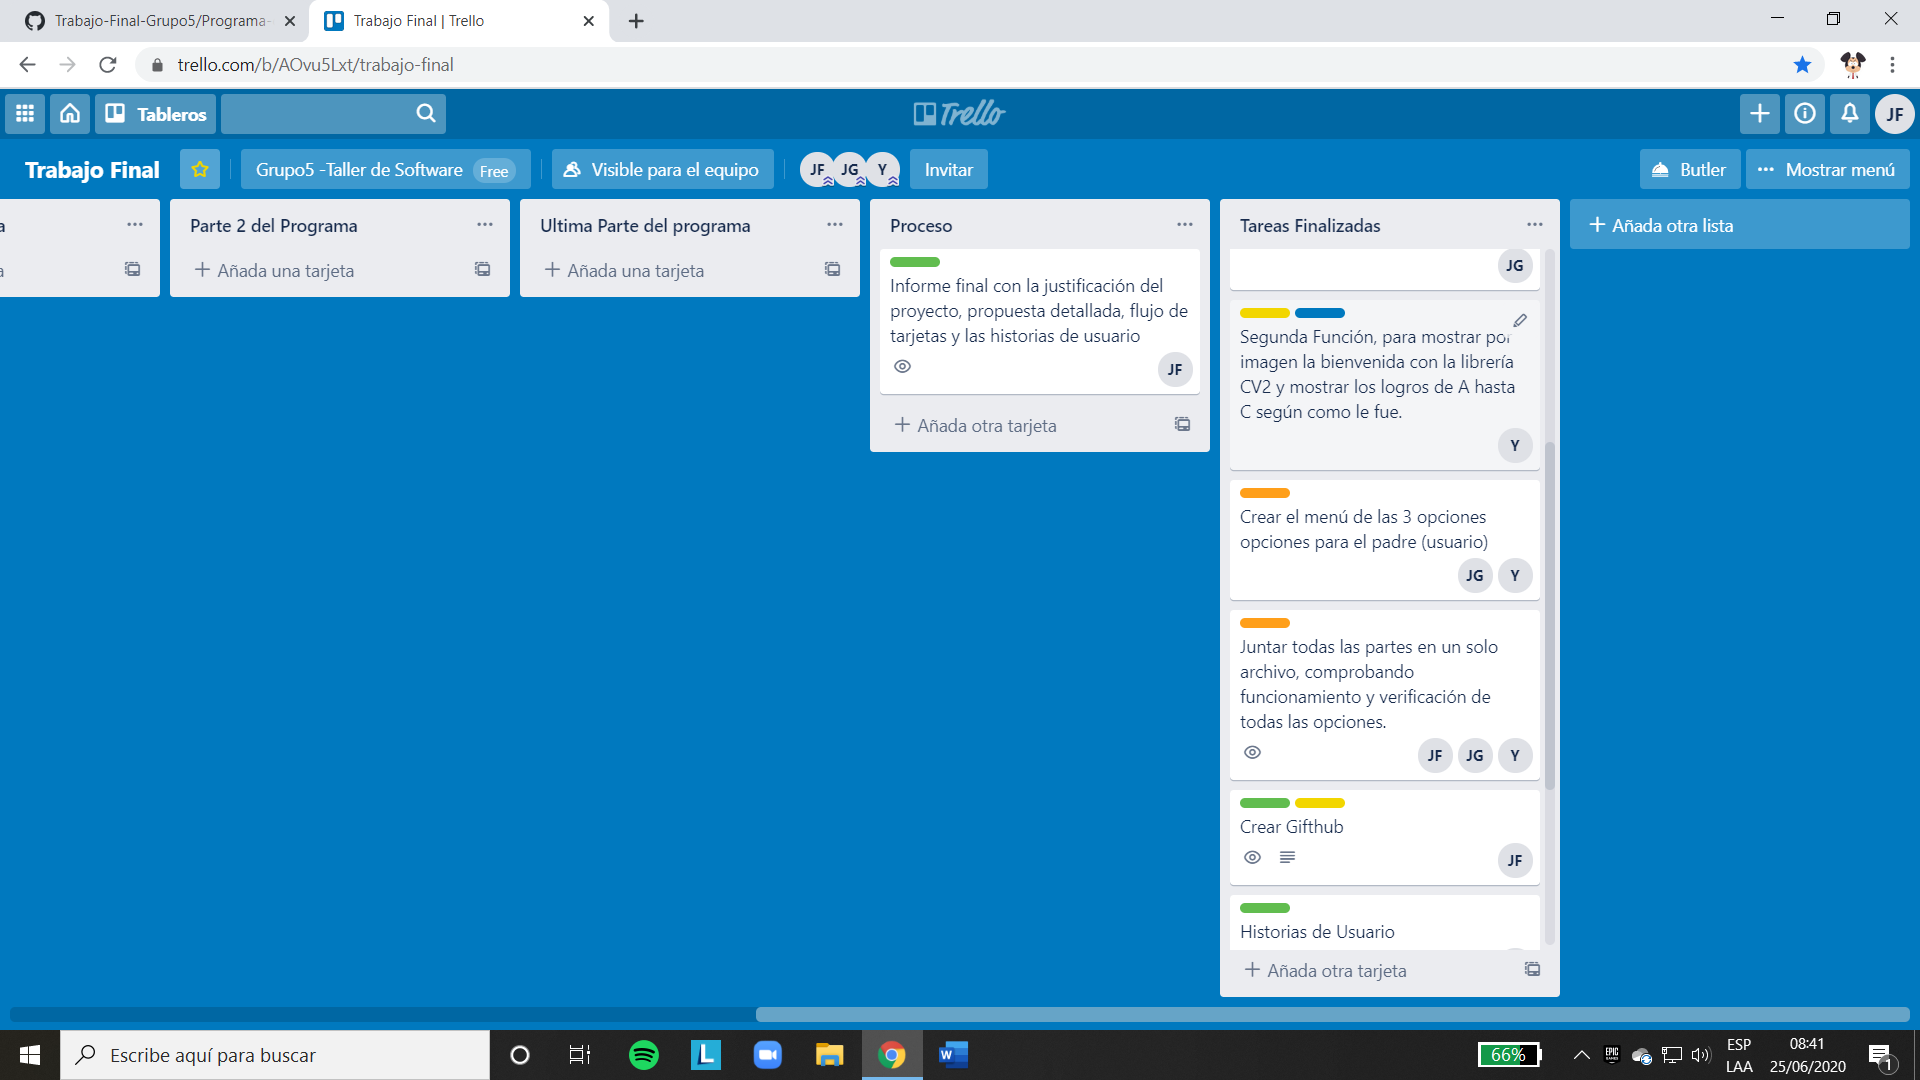 Trabajo-Final-Grupo5/Programa-
Trabajo Final | Trello
trello.com/b/AOvu5Lxt/trabajo-final
Tableros
Trello
JF
Trabajo Final
Grupo5 -Taller de Software Free
Visible para el equipo
JF JG Y
Invitar
Butler
Mostrar menú
a
a
Parte 2 del Programa
Añada una tarjeta
Ultima Parte del programa
Añada una tarjeta
Proceso
Informe final con la justificación del
proyecto, propuesta detallada, flujo de
tarjetas y las historias de usuario
JF
Añada otra tarjeta
Tareas Finalizadas
JG
Segunda Función, para mostrar por
imagen la bienvenida con la librería
CV2 y mostrar los logros de A hasta
C según como le fue.
Y
Crear el menú de las 3 opciones
opciones para el padre (usuario)
JG Y
Juntar todas las partes en un solo
archivo, comprobando
funcionamiento y verificación de
todas las opciones.
JF JG Y
Crear Gifthub
JF
Historias de Usuario
Añada otra tarjeta
Añada otra lista
Escribe aquí para buscar
L
W
66%
EPIC
ESP
LAA
08:41
25/06/2020
1